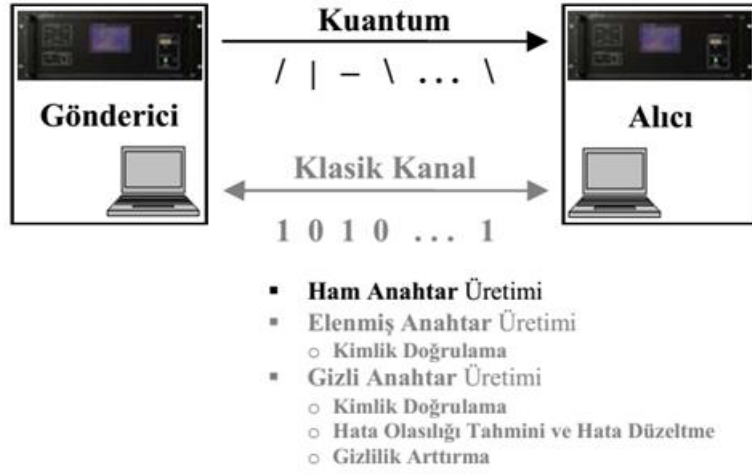 Kuantum
/ | – \ ... \
Gönderici
Alıcı
Klasik Kanal
1 0 1 0 ... 1
▪ Ham Anahtar Üretimi
▪ Elenmiş Anahtar Üretimi
o Kimlik Doğrulama
▪ Gizli Anahtar Üretimi
o Kimlik Doğrulama
o Hata Olasılığı Tahmini ve Hata Düzeltme
o Gizlilik Arttırma